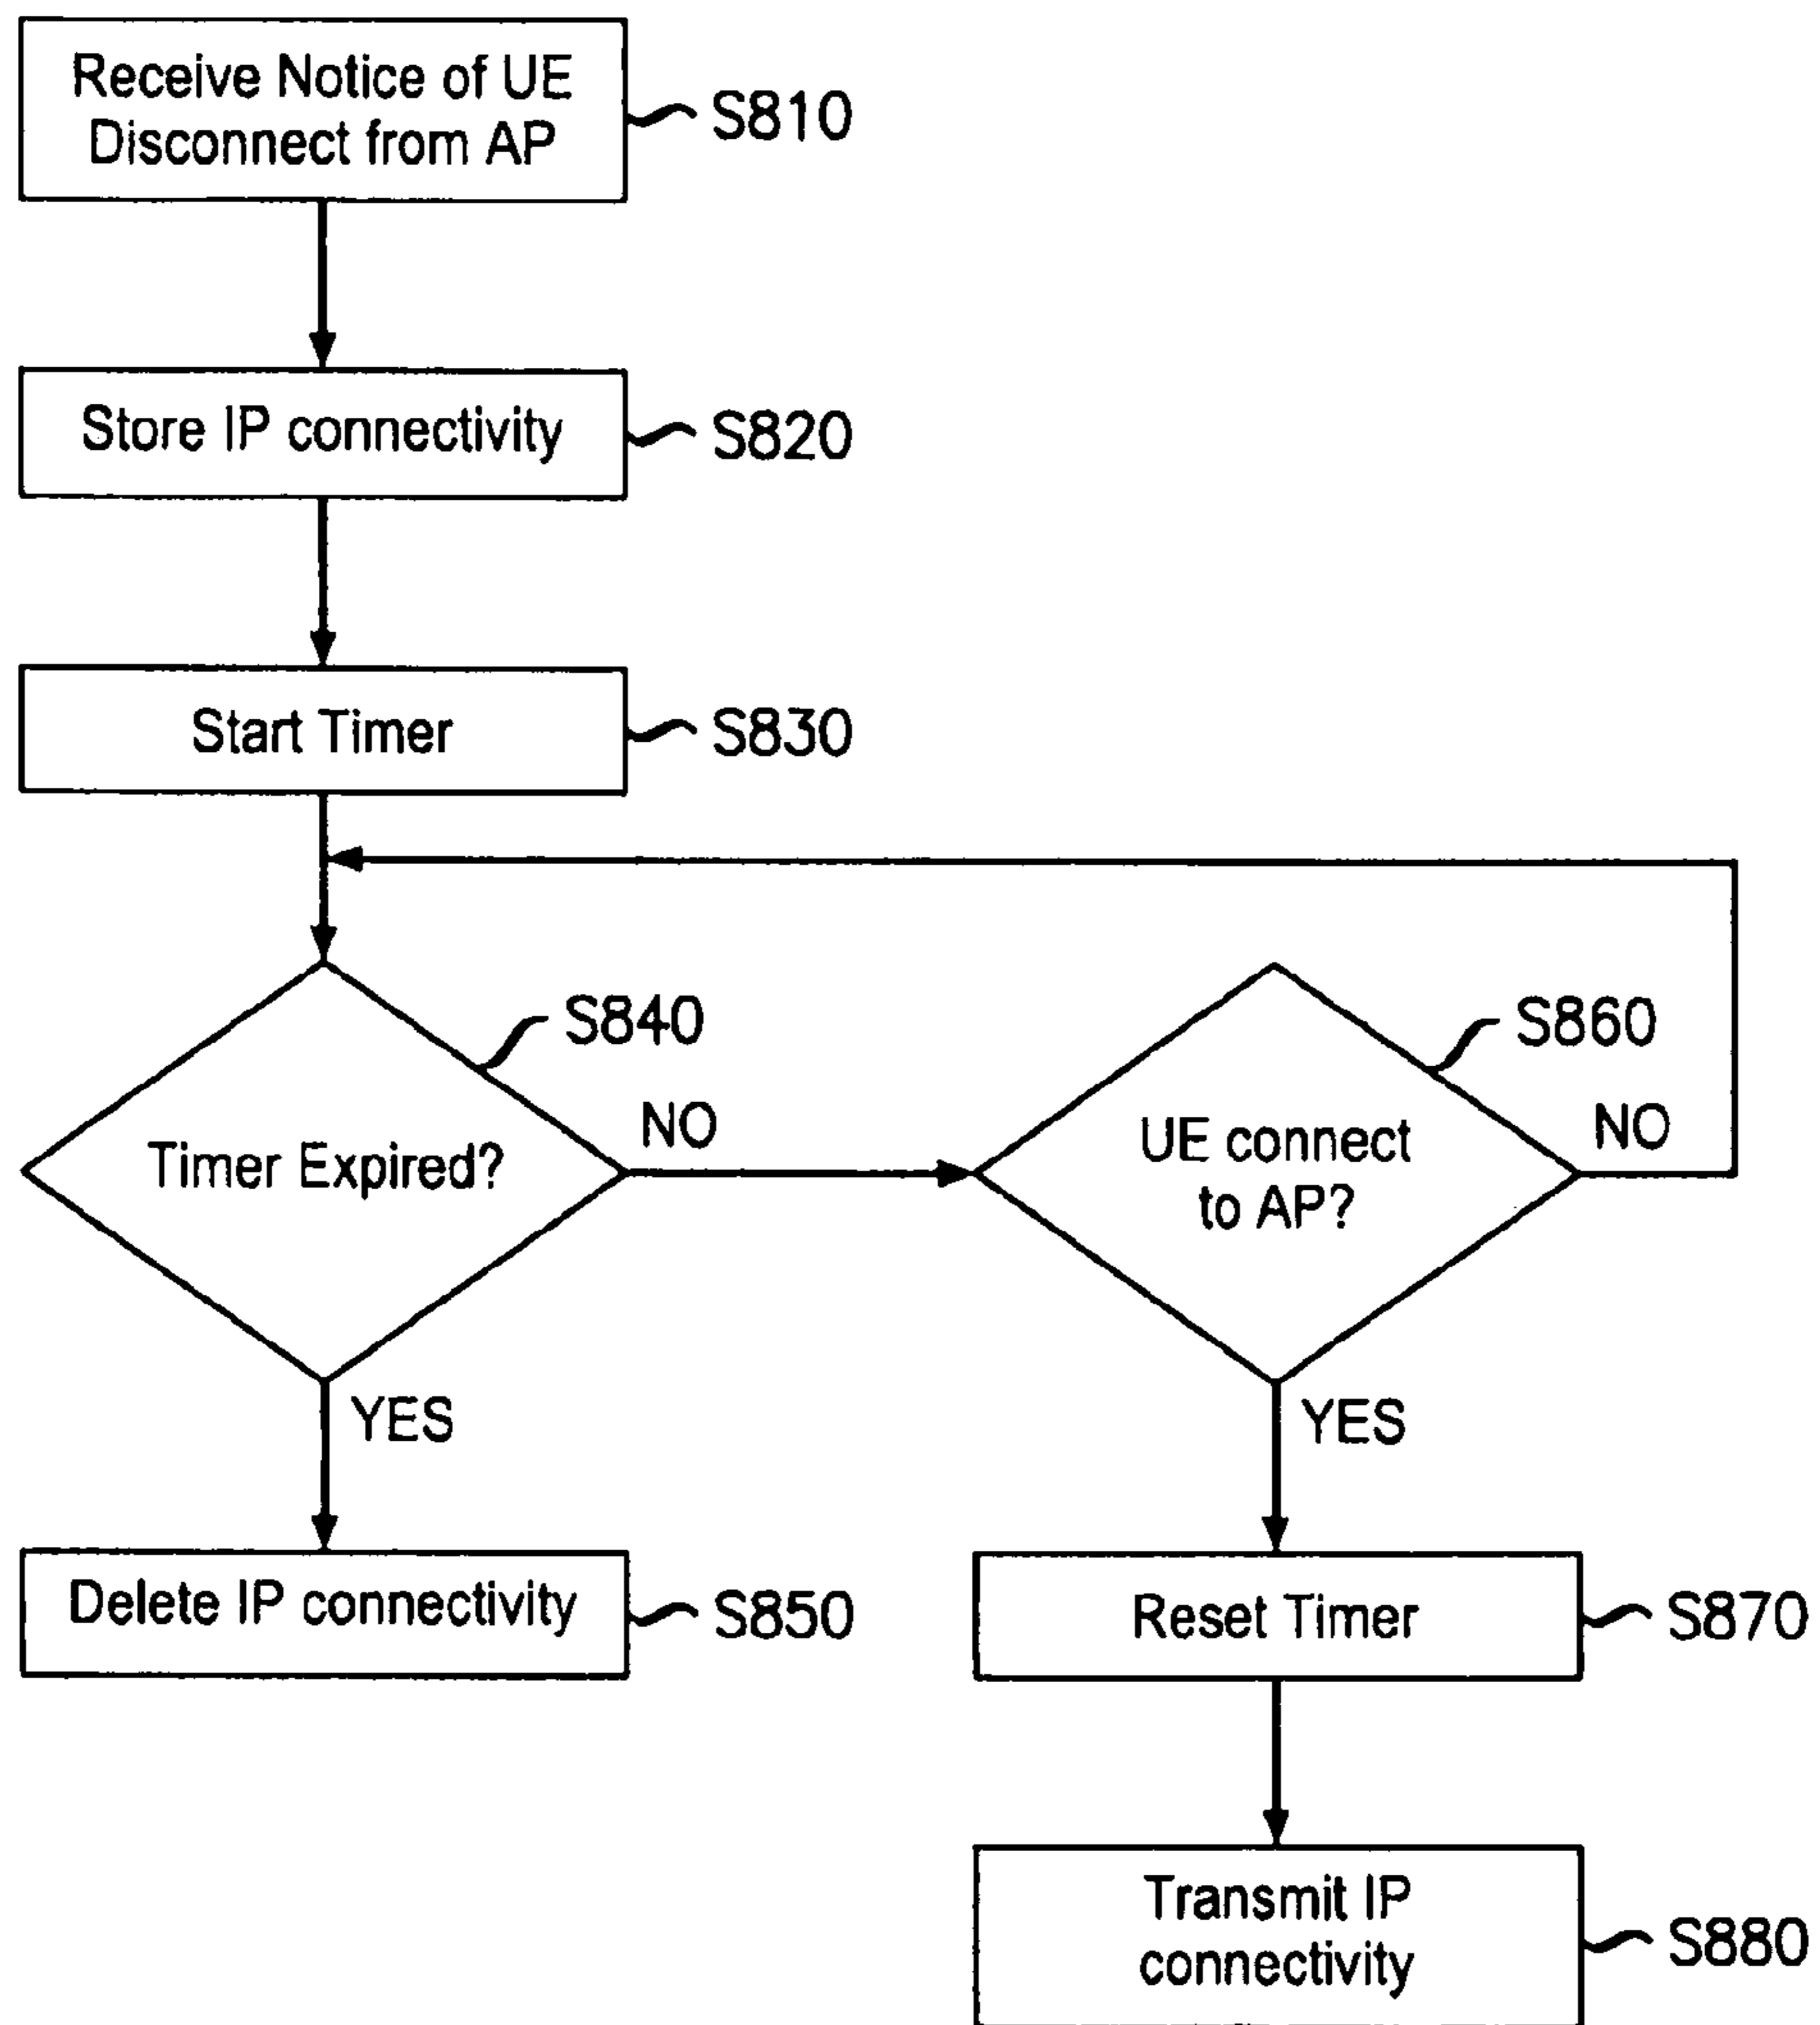 Receive Notice of UE
Disconnect from AP
S810
Store IP connectivity
S820
Start Timer
S830
Timer Expired?
S840
NO
UE connect
to AP?
S860
NO
YES
YES
Delete IP connectivity
S850
Reset Timer
S870
Transmit IP
connectivity
S880